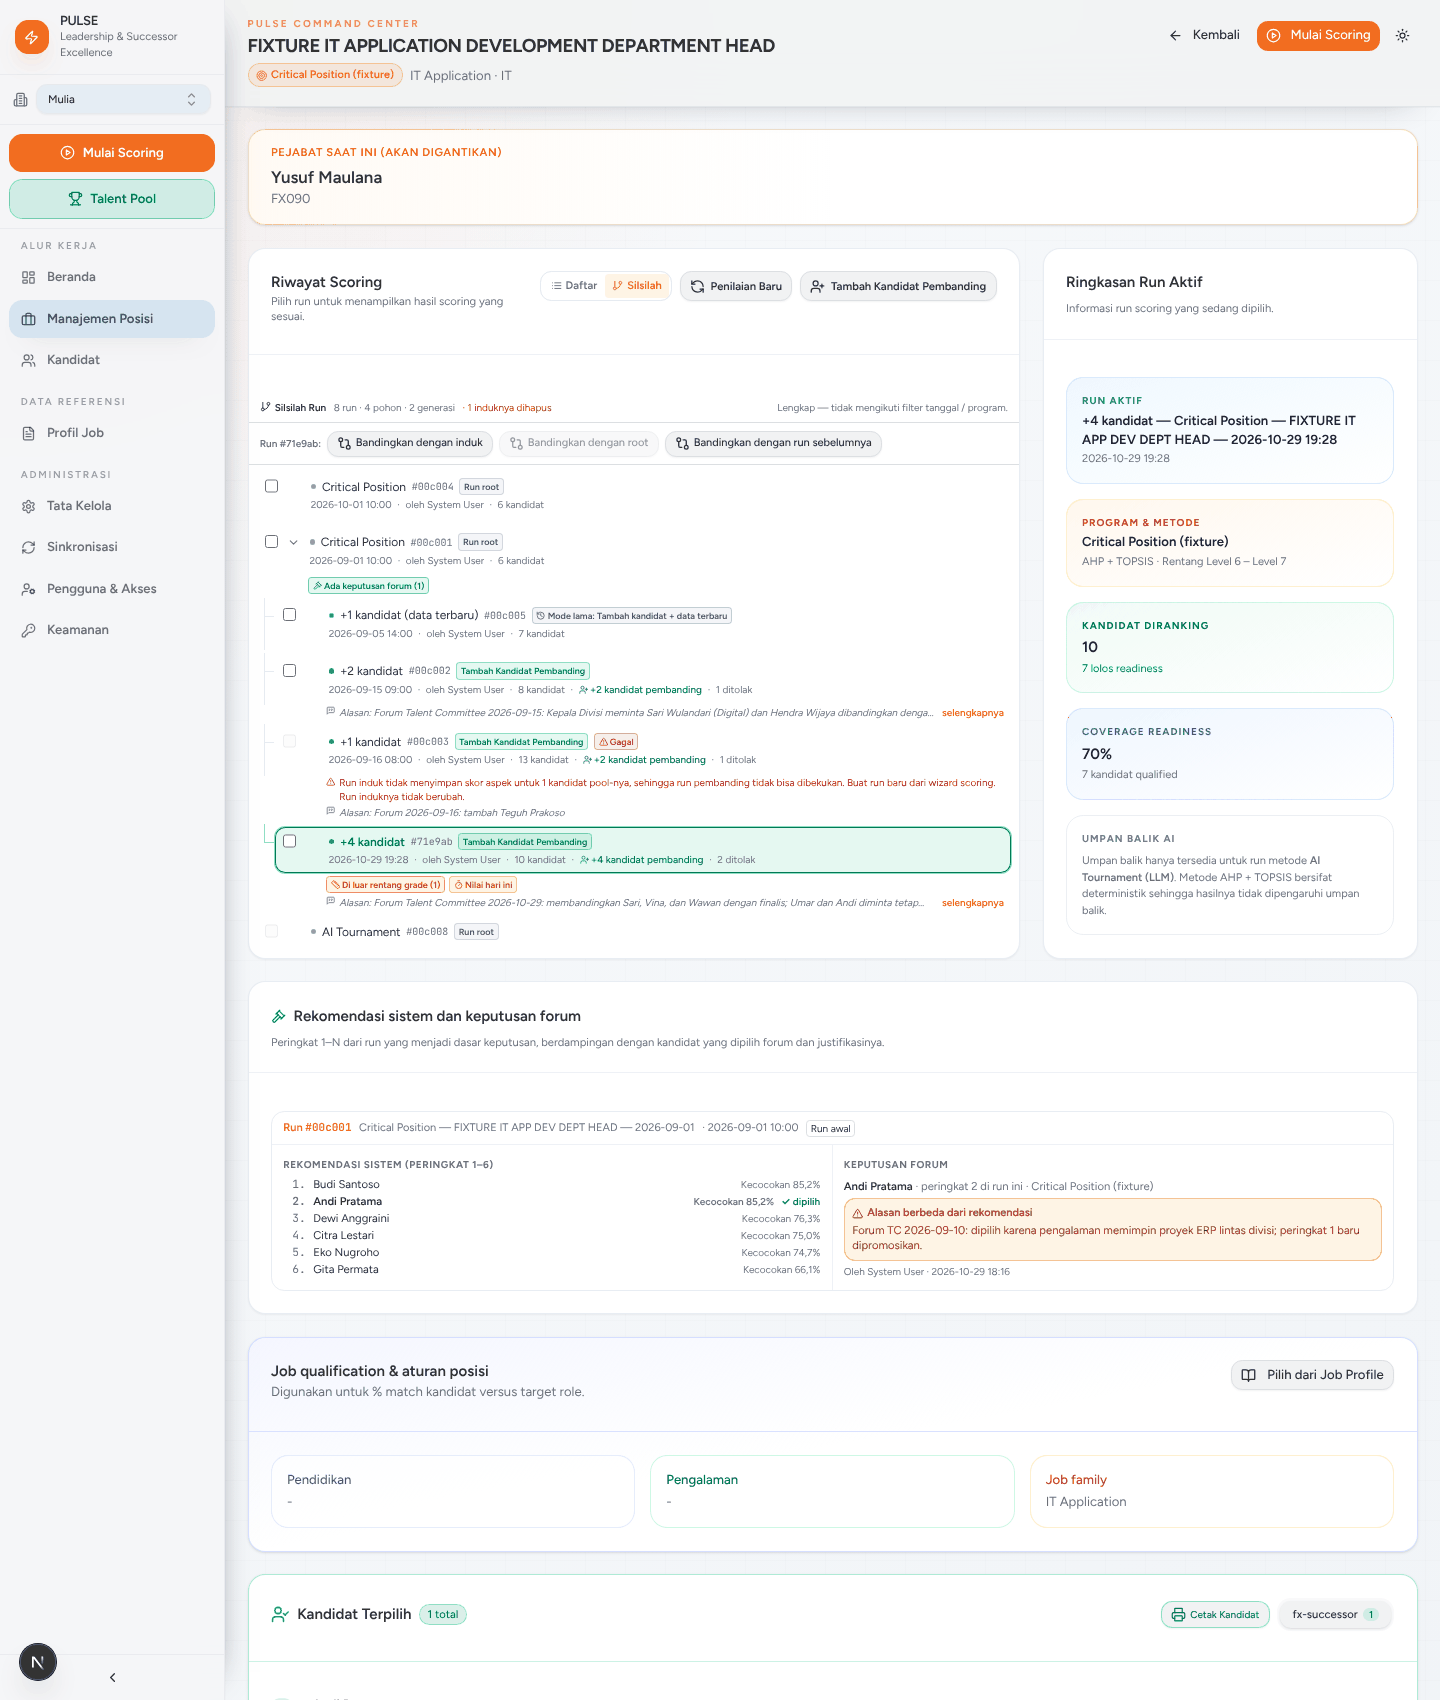 PULSE
Leadership & Successor
Excellence
Mulia
Mulai Scoring
Talent Pool
ALUR KERJA
Beranda
Manajemen Posisi
Kandidat
DATA REFERENSI
Profil Job
ADMINISTRASI
Tata Kelola
Sinkronisasi
Pengguna & Akses
Keamanan
PULSE COMMAND CENTER
FIXTURE IT APPLICATION DEVELOPMENT DEPARTMENT HEAD
Critical Position (fixture) IT Application · IT
Kembali
Mulai Scoring
PEJABAT SAAT INI (AKAN DIGANTIKAN)
Yusuf Maulana
FX090
Riwayat Scoring
Pilih run untuk menampilkan hasil scoring yang
sesuai.
Daftar Silsilah Penilaian Baru Tambah Kandidat Pembanding
Silsilah Run 8 run · 4 pohon · 2 generasi · 1 induknya dihapus Lengkap — tidak mengikuti filter tanggal / program.
Run #71e9ab: Bandingkan dengan induk Bandingkan dengan root Bandingkan dengan run sebelumnya
Critical Position #00c004 Run root
2026-10-01 10:00 · oleh System User · 6 kandidat
Critical Position #00c001 Run root
2026-09-01 10:00 · oleh System User · 6 kandidat
Ada keputusan forum (1)
+1 kandidat (data terbaru) #00c005 Mode lama: Tambah kandidat + data terbaru
2026-09-05 14:00 · oleh System User · 7 kandidat
+2 kandidat #00c002 Tambah Kandidat Pembanding
2026-09-15 09:00 · oleh System User · 8 kandidat · +2 kandidat pembanding · 1 ditolak
Alasan: Forum Talent Committee 2026-09-15: Kepala Divisi meminta Sari Wulandari (Digital) dan Hendra Wijaya dibandingkan denga... selengkapnya
+1 kandidat #00c003 Tambah Kandidat Pembanding Gagal
2026-09-16 08:00 · oleh System User · 13 kandidat · +2 kandidat pembanding · 1 ditolak
Run induk tidak menyimpan skor aspek untuk 1 kandidat pool-nya, sehingga run pembanding tidak bisa dibekukan. Buat run baru dari wizard scoring.
Run induknya tidak berubah.
Alasan: Forum 2026-09-16: tambah Teguh Prakoso
+4 kandidat #71e9ab Tambah Kandidat Pembanding
2026-10-29 19:28 · oleh System User · 10 kandidat · +4 kandidat pembanding · 2 ditolak
Di luar rentang grade (1) Nilai hari ini
Alasan: Forum Talent Committee 2026-10-29: membandingkan Sari, Vina, dan Wawan dengan finalis; Umar dan Andi diminta tetap... selengkapnya
AI Tournament #00c008 Run root
Ringkasan Run Aktif
Informasi run scoring yang sedang dipilih.
RUN AKTIF
+4 kandidat — Critical Position — FIXTURE IT
APP DEV DEPT HEAD — 2026-10-29 19:28
2026-10-29 19:28
PROGRAM & METODE
Critical Position (fixture)
AHP + TOPSIS · Rentang Level 6 – Level 7
KANDIDAT DIRANKING
10
7 lolos readiness
COVERAGE READINESS
70%
7 kandidat qualified
UMPAN BALIK AI
Umpan balik hanya tersedia untuk run metode AI
Tournament (LLM). Metode AHP + TOPSIS bersifat
deterministik sehingga hasilnya tidak dipengaruhi umpan
balik.
Rekomendasi sistem dan keputusan forum
Peringkat 1–N dari run yang menjadi dasar keputusan, berdampingan dengan kandidat yang dipilih forum dan justifikasinya.
Run #00c001 Critical Position — FIXTURE IT APP DEV DEPT HEAD — 2026-09-01 · 2026-09-01 10:00 Run awal
REKOMENDASI SISTEM (PERINGKAT 1–6)
1. Budi Santoso Kecocokan 85,2%
2. Andi Pratama Kecocokan 85,2% ✓ dipilih
3. Dewi Anggraini Kecocokan 76,3%
4. Citra Lestari Kecocokan 75,0%
5. Eko Nugroho Kecocokan 74,7%
6. Gita Permata Kecocokan 66,1%
KEPUTUSAN FORUM
Andi Pratama · peringkat 2 di run ini · Critical Position (fixture)
Alasan berbeda dari rekomendasi
Forum TC 2026-09-10: dipilih karena pengalaman memimpin proyek ERP lintas divisi; peringkat 1 baru
dipromosikan.
Oleh System User · 2026-10-29 18:16
Job qualification & aturan posisi
Digunakan untuk % match kandidat versus target role.
Pilih dari Job Profile
Pendidikan
-
Pengalaman
-
Job family
IT Application
Kandidat Terpilih 1 total
Cetak Kandidat
fx-successor 1
N